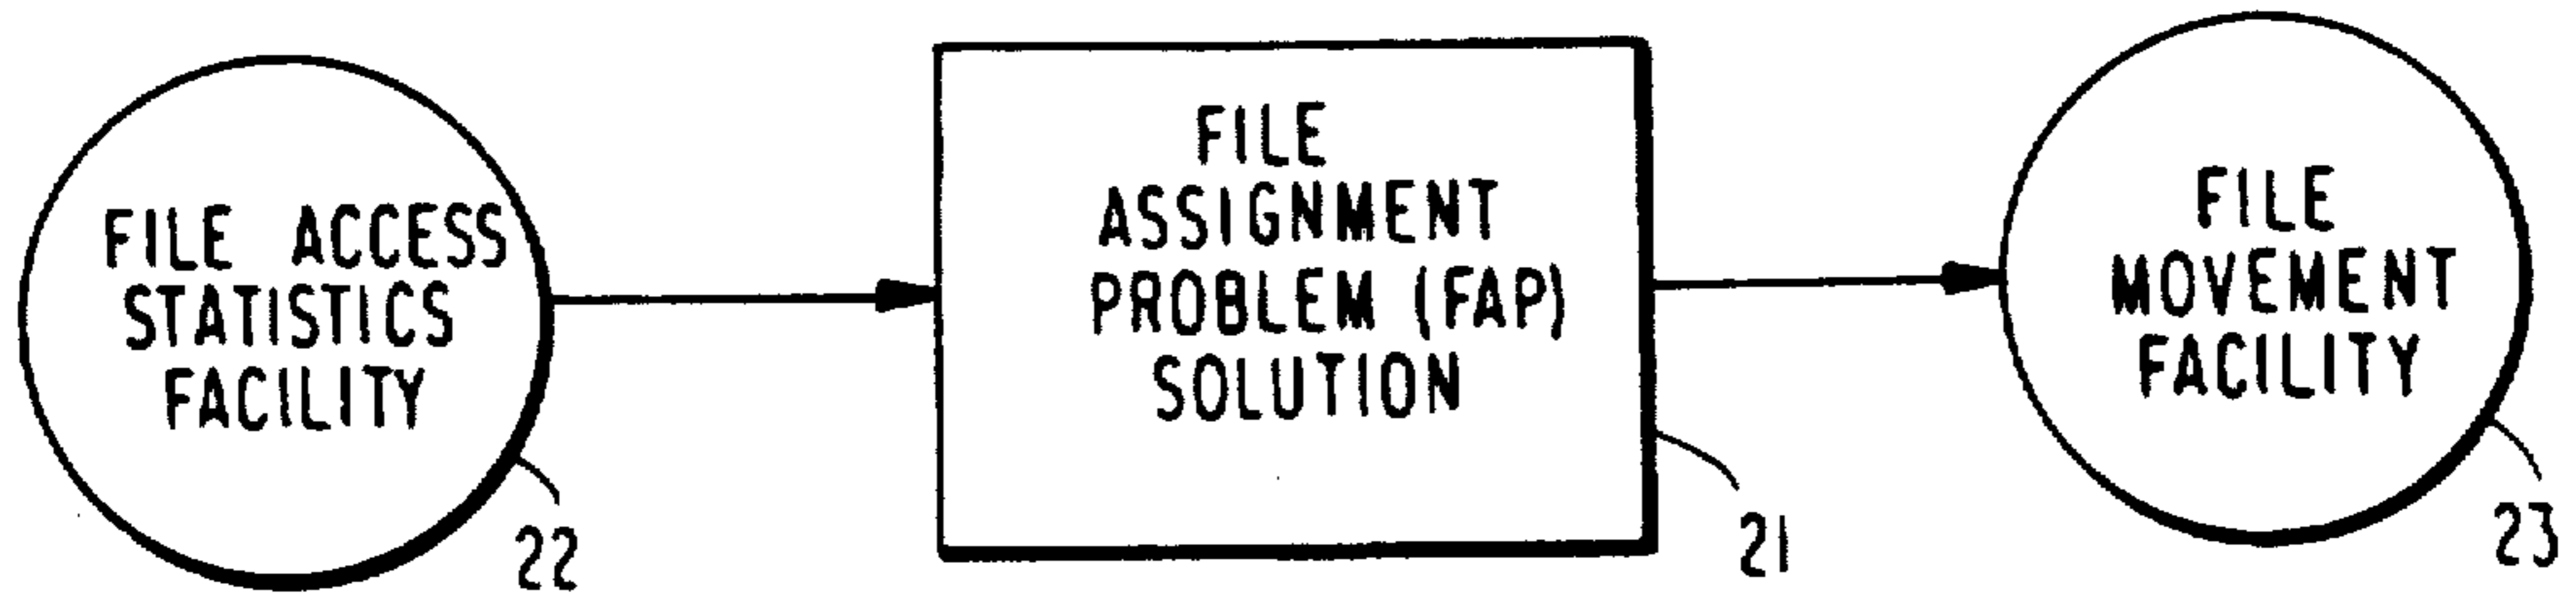 FILE ACCESS
STATISTICS
FACILITY
22
FILE
ASSIGNMENT
PROBLEM (FAP)
SOLUTION
21
FILE
MOVEMENT
FACILITY
23